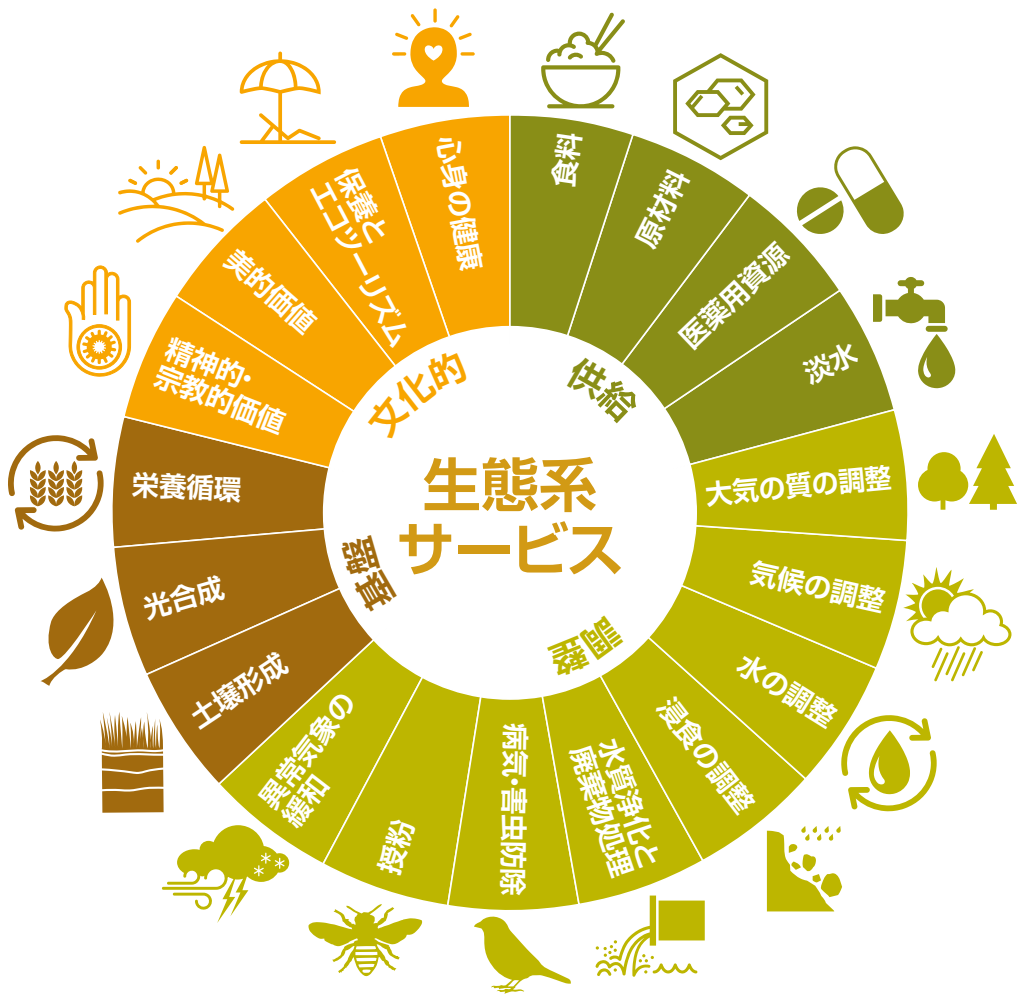 生態系
サービス
供給
食料
原材料
医薬用資源
淡水
調整
大気の質の調整
気候の調整
水の調整
浸食の調整
水質浄化と
廃棄物処理
病気・害虫防除
授粉
異常気象の
緩和
基盤
土壌形成
光合成
栄養循環
文化的
精神的・
宗教的価値
美的価値
保養と
エコツーリズム
心身の健康